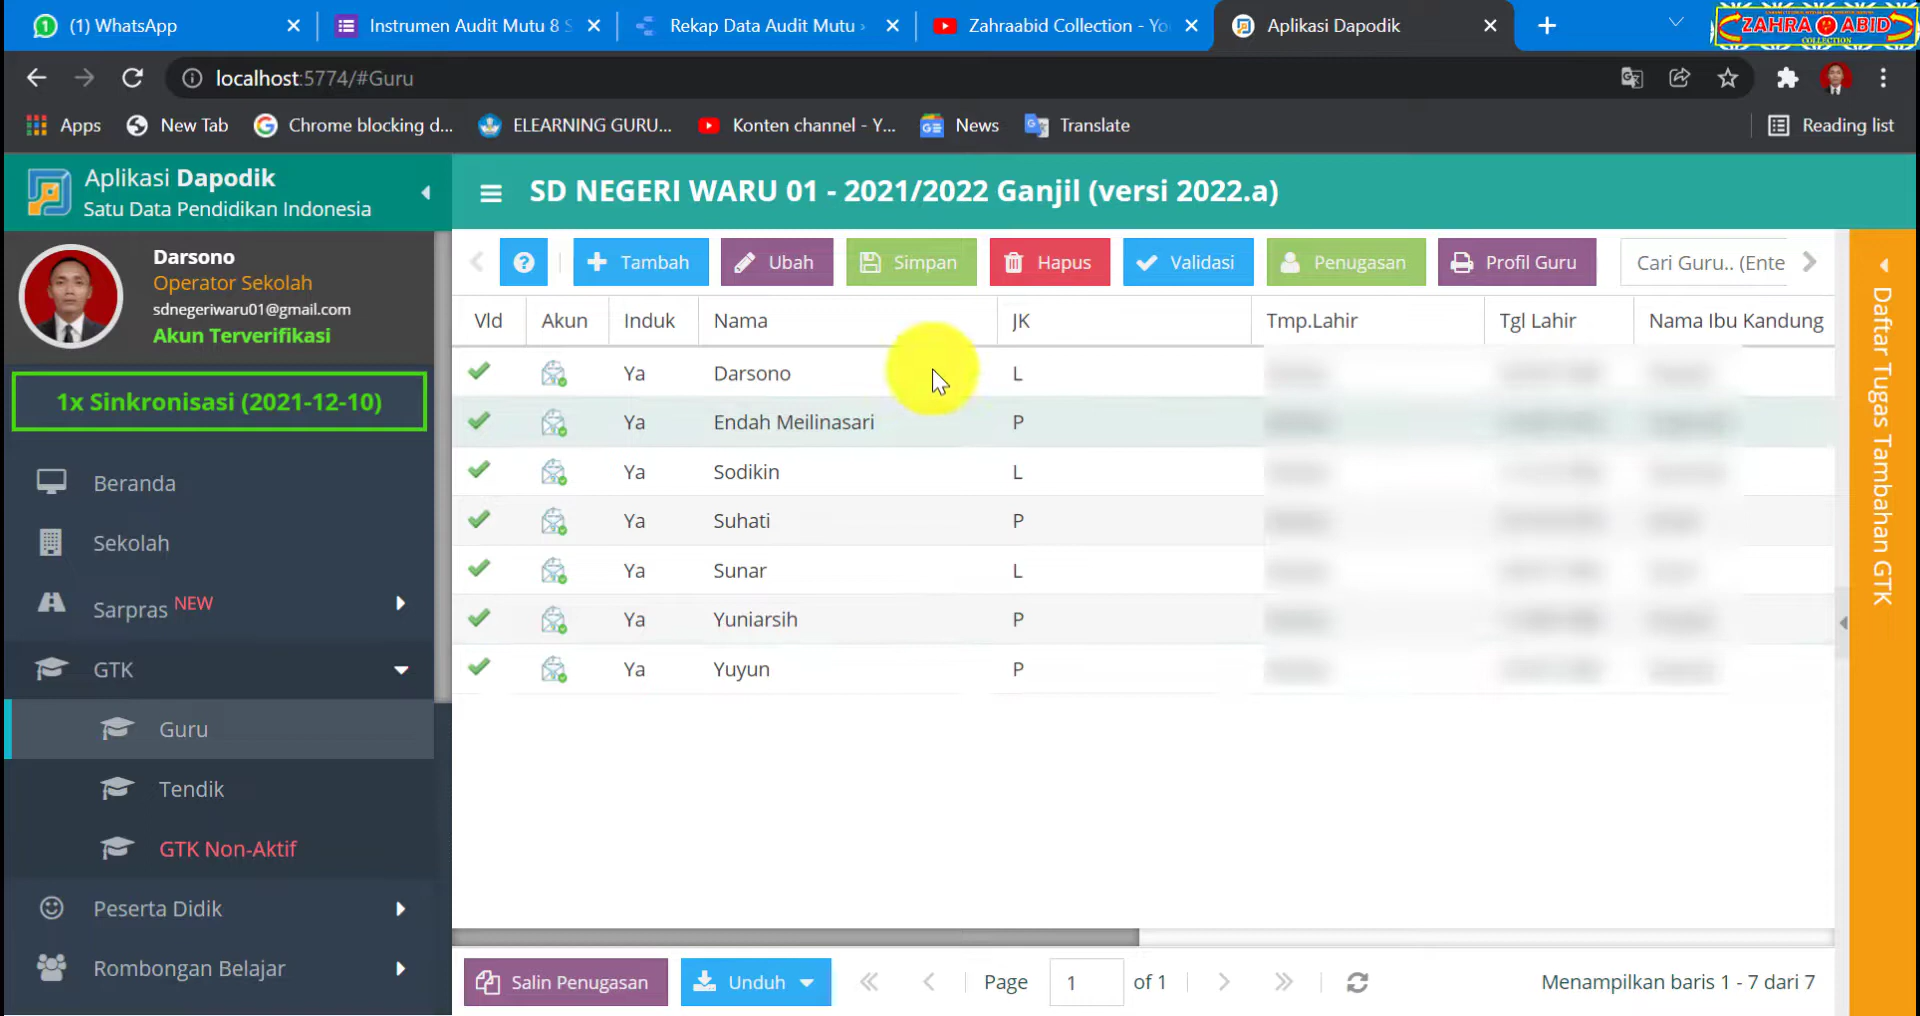 (1) WhatsApp
Instrumen Audit Mutu 8 S
Rekap Data Audit Mutu
Zahraabid Collection - Yo
Aplikasi Dapodik
ZAHRA ABID
COLLECTION
localhost:5774/#Guru
Apps
New Tab
Chrome blocking d...
ELEARNING GURU...
Konten channel - Y...
News
Translate
Reading list
Aplikasi Dapodik
Satu Data Pendidikan Indonesia
SD NEGERI WARU 01 - 2021/2022 Ganjil (versi 2022.a)
Darsono
Operator Sekolah
sdnegeriwaru01@gmail.com
Akun Terverifikasi
1x Sinkronisasi (2021-12-10)
Beranda
Sekolah
Sarpras NEW
GTK
Guru
Tendik
GTK Non-Aktif
Peserta Didik
Rombongan Belajar
Tambah
Ubah
Simpan
Hapus
Validasi
Penugasan
Profil Guru
Cari Guru.. (Ente
Vld Akun Induk Nama JK Tmp.Lahir Tgl Lahir Nama Ibu Kandung
Ya Darsono L
Ya Endah Meilinasari P
Ya Sodikin L
Ya Suhati P
Ya Sunar L
Ya Yuniarsih P
Ya Yuyun P
Daftar Tugas Tambahan GTK
Salin Penugasan
Unduh
Page 1 of 1
Menampilkan baris 1 - 7 dari 7